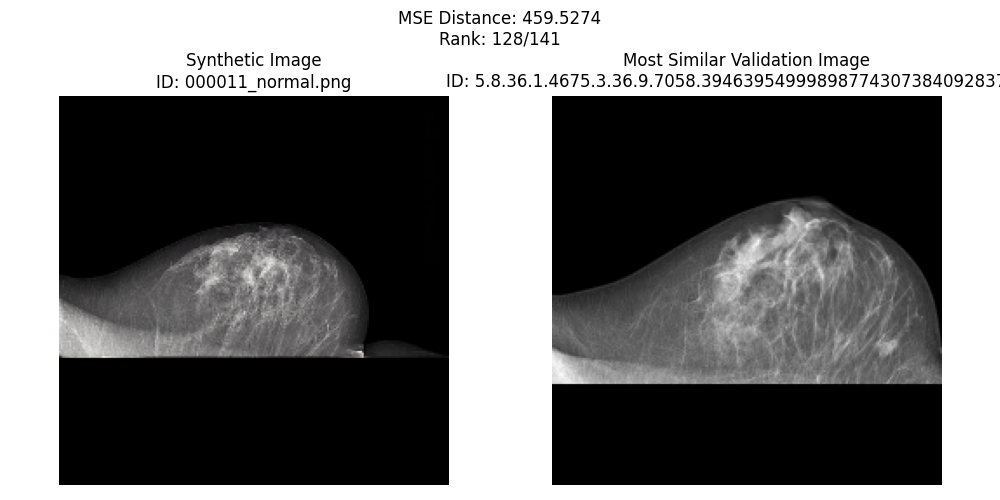 MSE Distance: 459.5274
Rank: 128/141
Synthetic Image
ID: 000011_normal.png
Most Similar Validation Image
ID: 5.8.36.1.4675.3.36.9.7058.39463954999898774307384092837